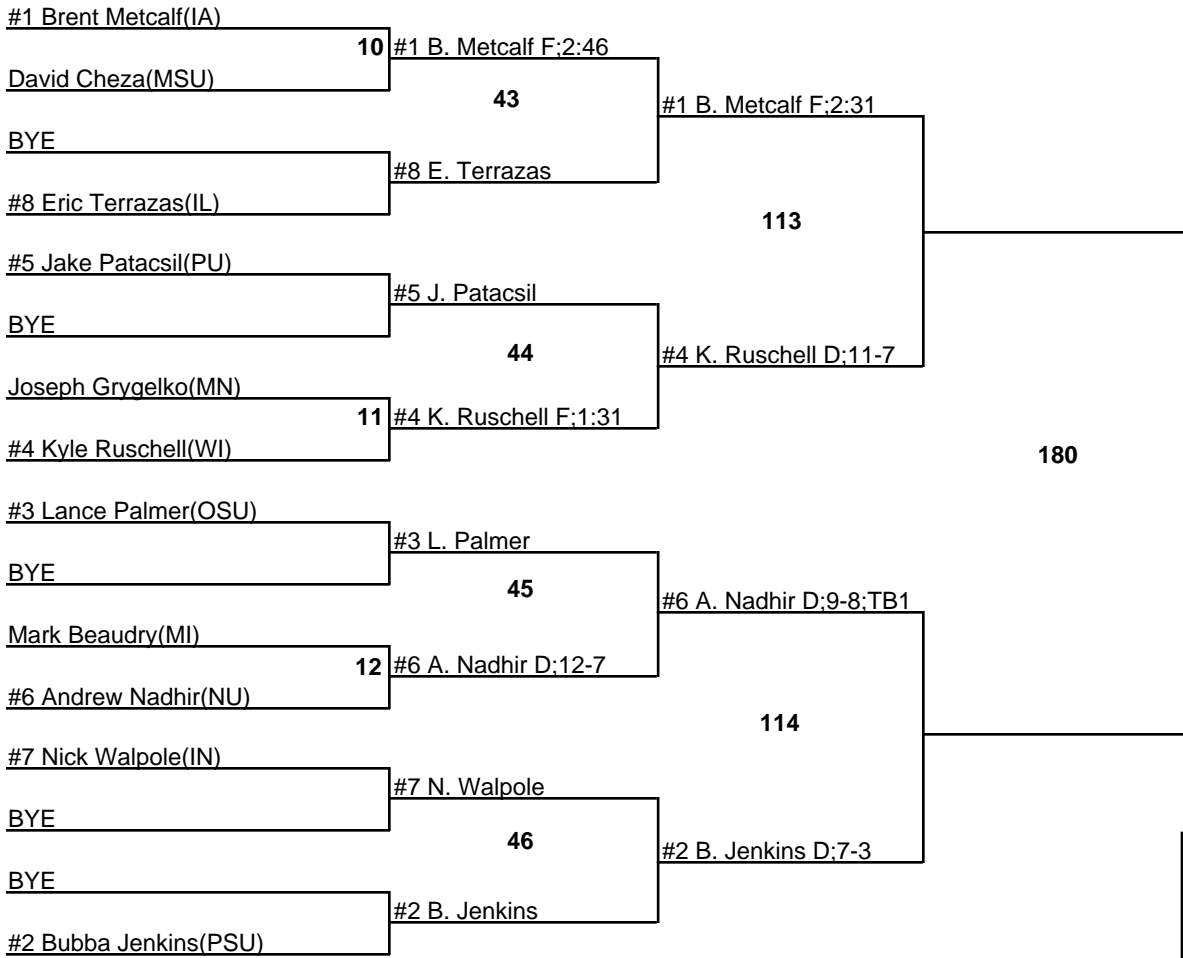 #1 Brent Metcalf(IA)
10 #1 B. Metcalf F;2:46
David Cheza(MSU)
43
#1 B. Metcalf F;2:31
BYE
#8 E. Terrazas
#8 Eric Terrazas(IL)
113
#5 Jake Patacsil(PU)
#5 J. Patacsil
BYE
44
#4 K. Ruschell D;11-7
Joseph Grygelko(MN)
11 #4 K. Ruschell F;1:31
#4 Kyle Ruschell(WI)
180
#3 Lance Palmer(OSU)
#3 L. Palmer
BYE
45
#6 A. Nadhir D;9-8;TB1
Mark Beaudry(MI)
12 #6 A. Nadhir D;12-7
#6 Andrew Nadhir(NU)
114
#7 Nick Walpole(IN)
#7 N. Walpole
BYE
46
#2 B. Jenkins D;7-3
BYE
#2 B. Jenkins
#2 Bubba Jenkins(PSU)